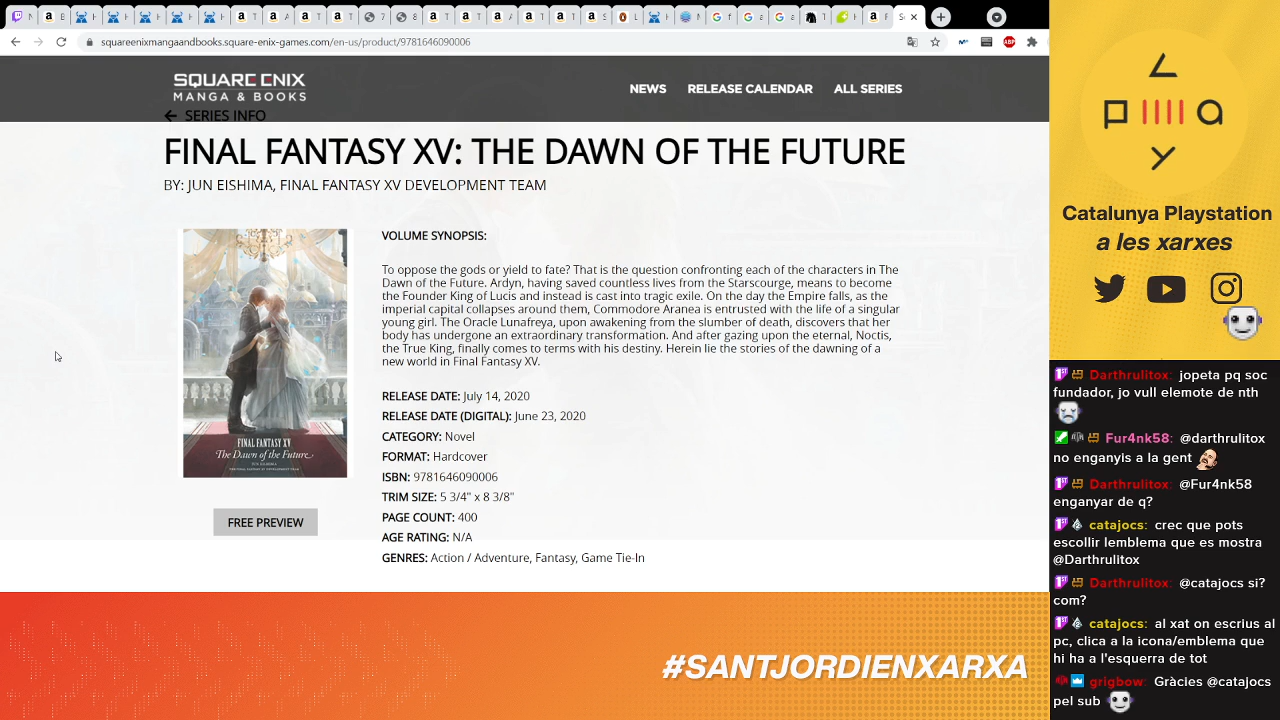 squareenixmangaandbooks.square-enix-games.com/en-us/product/9781646090006
SQUARE ENIX
MANGA & BOOKS
NEWS
RELEASE CALENDAR
ALL SERIES
SERIES INFO
FINAL FANTASY XV: THE DAWN OF THE FUTURE
BY: JUN EISHIMA, FINAL FANTASY XV DEVELOPMENT TEAM
FINAL FANTASY XV
The Dawn of the Future
JUN EISHIMA
FREE PREVIEW
VOLUME SYNOPSIS:
To oppose the gods or yield to fate? That is the question confronting each of the characters in The
Dawn of the Future. Ardyn, having saved countless lives from the Starscourge, means to become
the Founder King of Lucis and instead is cast into tragic exile. On the day the Empire falls, as the
imperial capital collapses around them, Commodore Aranea is entrusted with the life of a singular
young girl. The Oracle Lunafreya, upon awakening from the slumber of death, discovers that her
body has undergone an extraordinary transformation. And after gazing upon the eternal, Noctis,
the True King, finally comes to terms with his destiny. Herein lie the stories of the dawning of a
new world in Final Fantasy XV.
RELEASE DATE: July 14, 2020
RELEASE DATE (DIGITAL): June 23, 2020
CATEGORY: Novel
FORMAT: Hardcover
ISBN: 9781646090006
TRIM SIZE: 5 3/4" x 8 3/8"
PAGE COUNT: 400
AGE RATING: N/A
GENRES: Action / Adventure, Fantasy, Game Tie-In
#SANTJORDIENXARXA
Catalunya Playstation
a les xarxes
Darthrulitox: jopeta pq soc
fundador, jo vull elemote de nth
Fur4nk58: @darthrulitox
no enganyis a la gent
Darthrulitox: @Fur4nk58
enganyar de q?
catajocs: crec que pots
escollir lemblema que es mostra
@Darthrulitox
Darthrulitox: @catajocs si?
com?
catajocs: al xat on escrius al
pc, clica a la icona/emblema que
hi ha a l'esquerra de tot
grigbow: Gràcies @catajocs
pel sub